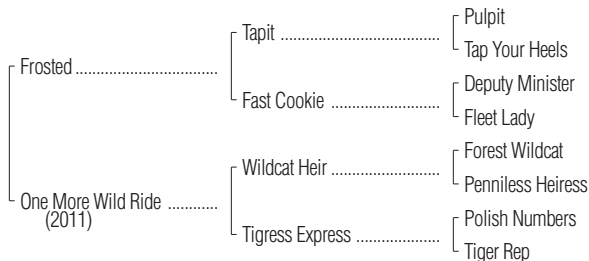 Pulpit
Tapit ................................
Tap Your Heels
Frosted ................................
Deputy Minister
Fast Cookie ......................
Fleet Lady
Forest Wildcat
Wildcat Heir ......................
Penniless Heiress
One More Wild Ride ...........
(2011)
Polish Numbers
Tigress Express .................
Tiger Rep